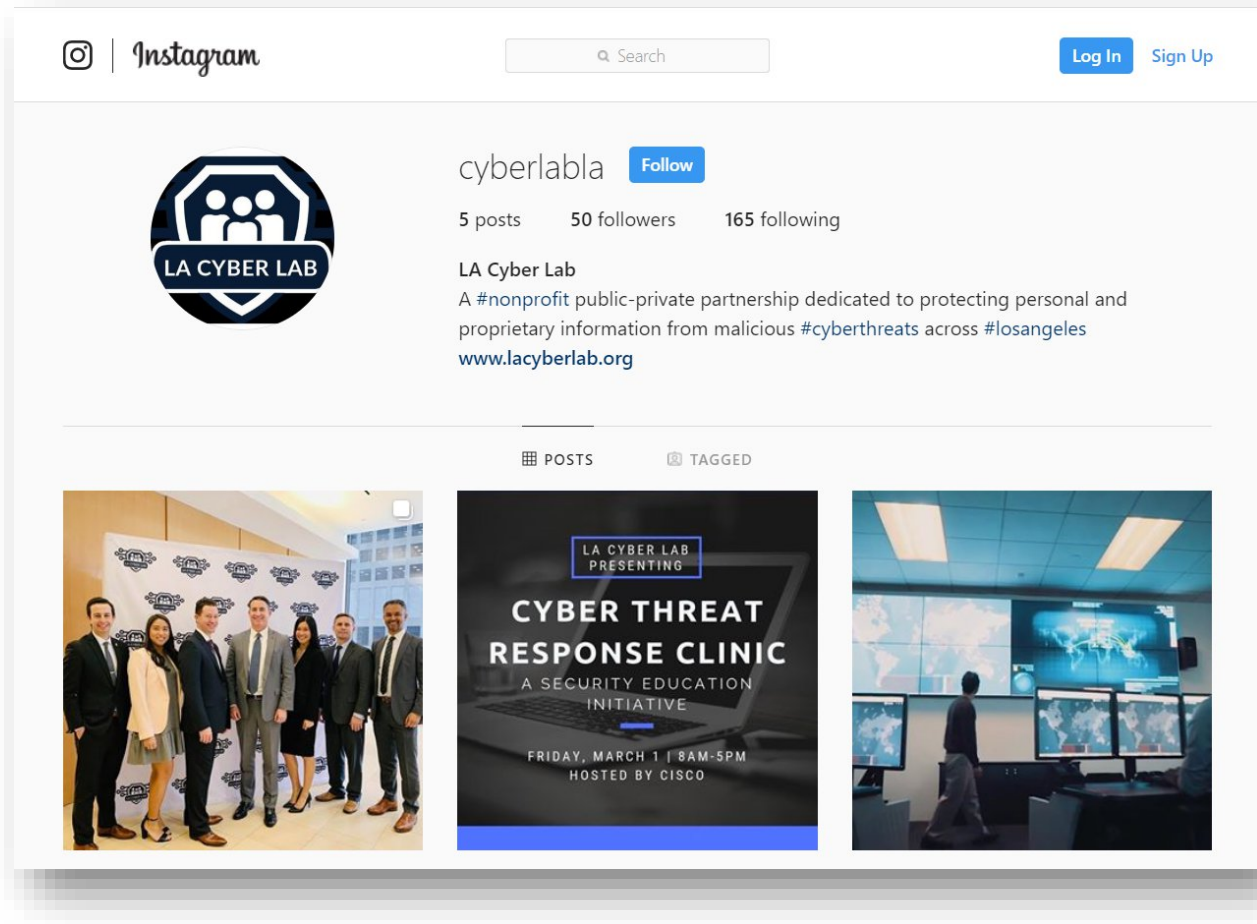 Instagram
Search
Log In
Sign Up
cyberlabla
Follow
5 posts 50 followers 165 following
LA CYBER LAB
LA Cyber Lab
A #nonprofit public-private partnership dedicated to protecting personal and
proprietary information from malicious #cyberthreats across #losangeles
www.lacyberlab.org
POSTS
TAGGED
LA CYBER LAB
PRESENTING
CYBER THREAT
RESPONSE CLINIC
A SECURITY EDUCATION
INITIATIVE
FRIDAY, MARCH 1 | 8AM-5PM
HOSTED BY CISCO